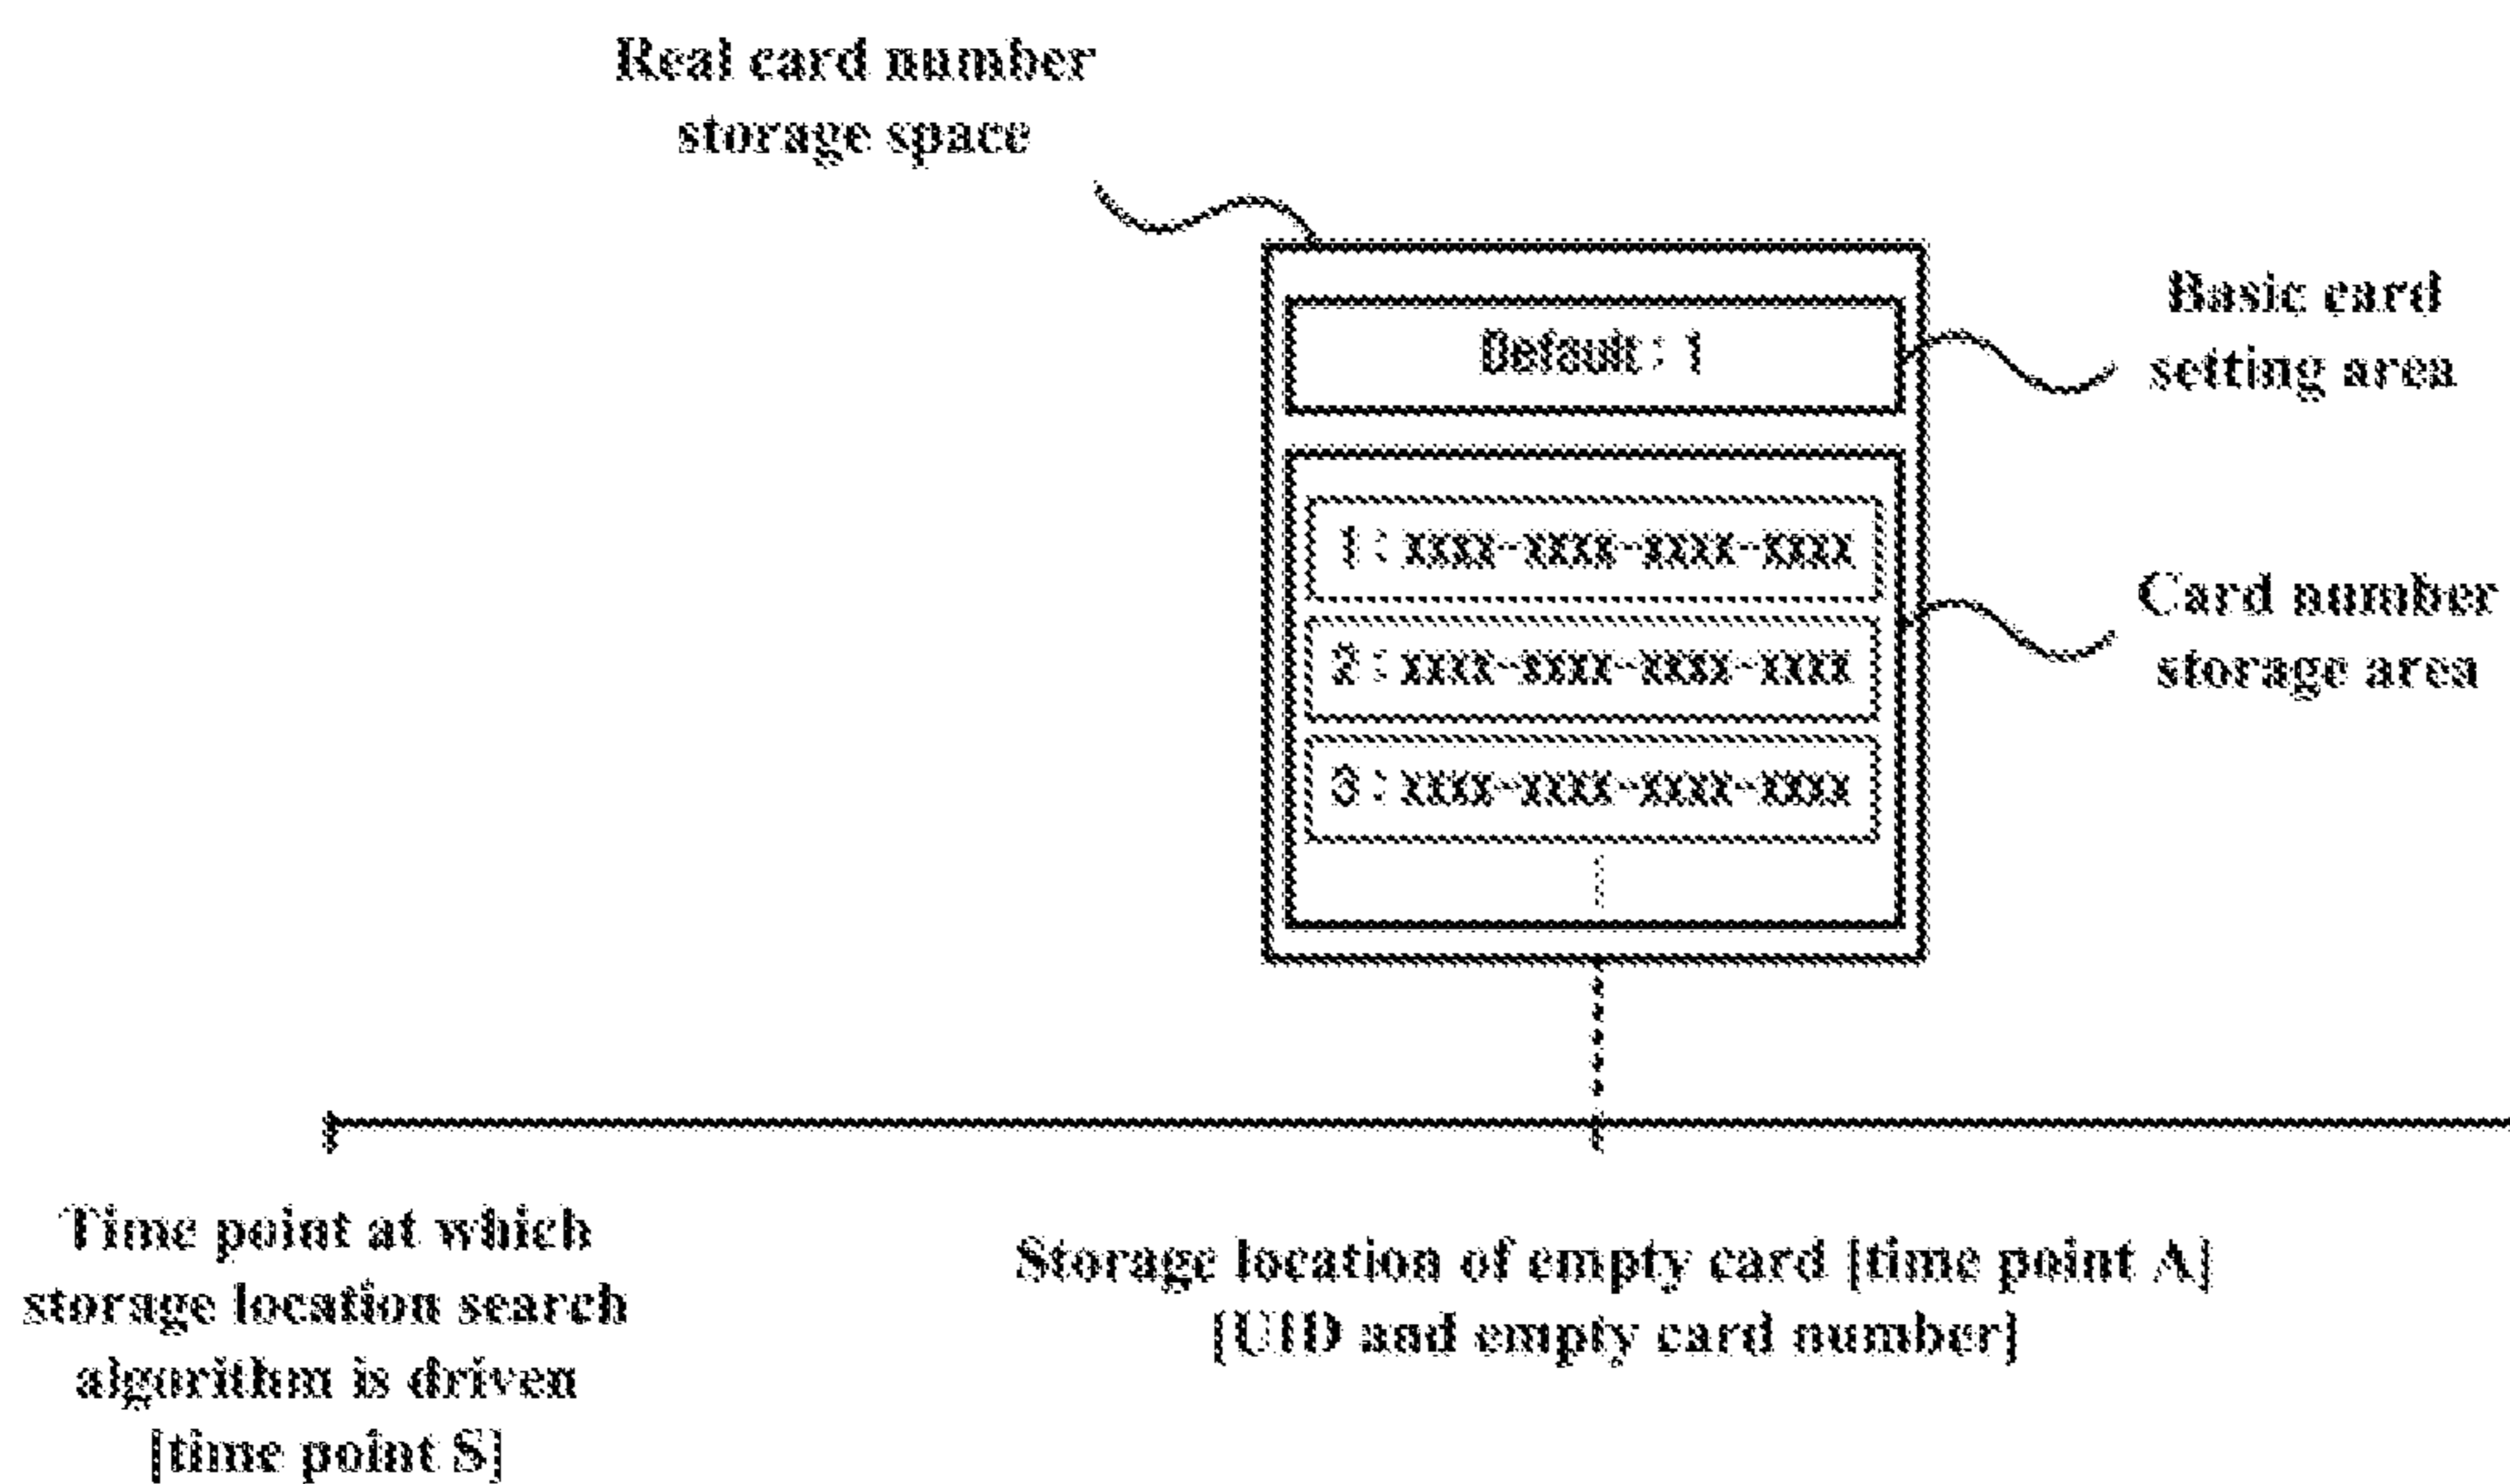 Real card number
storage space
Default : 1
Basic card
setting area
1 : xxxx-xxxx-xxxx-xxxx
2 : xxxx-xxxx-xxxx-xxxx
3 : xxxx-xxxx-xxxx-xxxx
Card number
storage area
Time point at which
storage location search
algorithm is driven
[time point S]
Storage location of empty card [time point A]
[UID and empty card number]